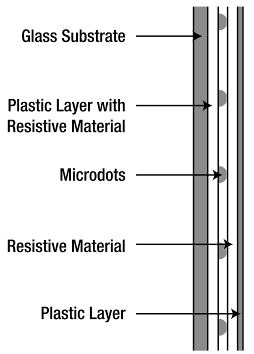 Glass Substrate
Plastic Layer with
Resistive Material
Microdots
Resistive Material
Plastic Layer